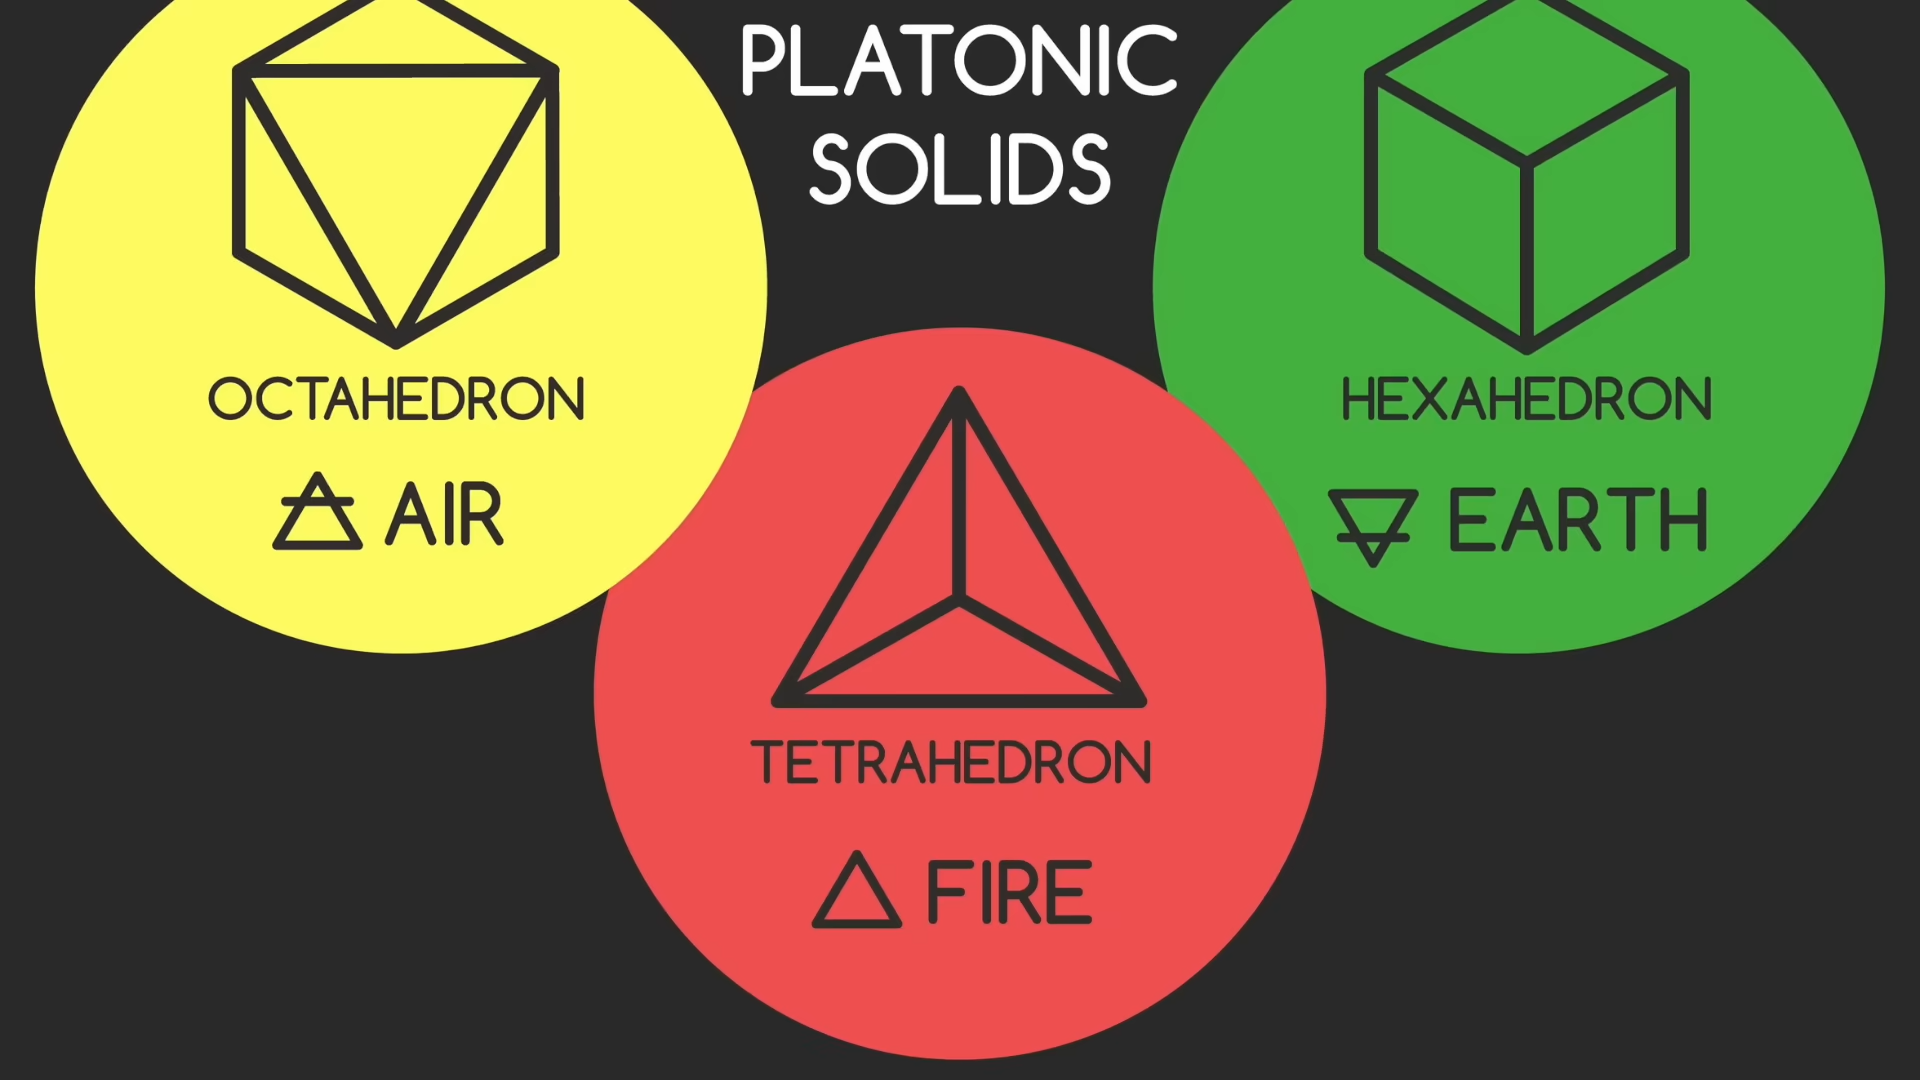 PLATONIC
SOLIDS
OCTAHEDRON
AIR
HEXAHEDRON
EARTH
TETRAHEDRON
FIRE